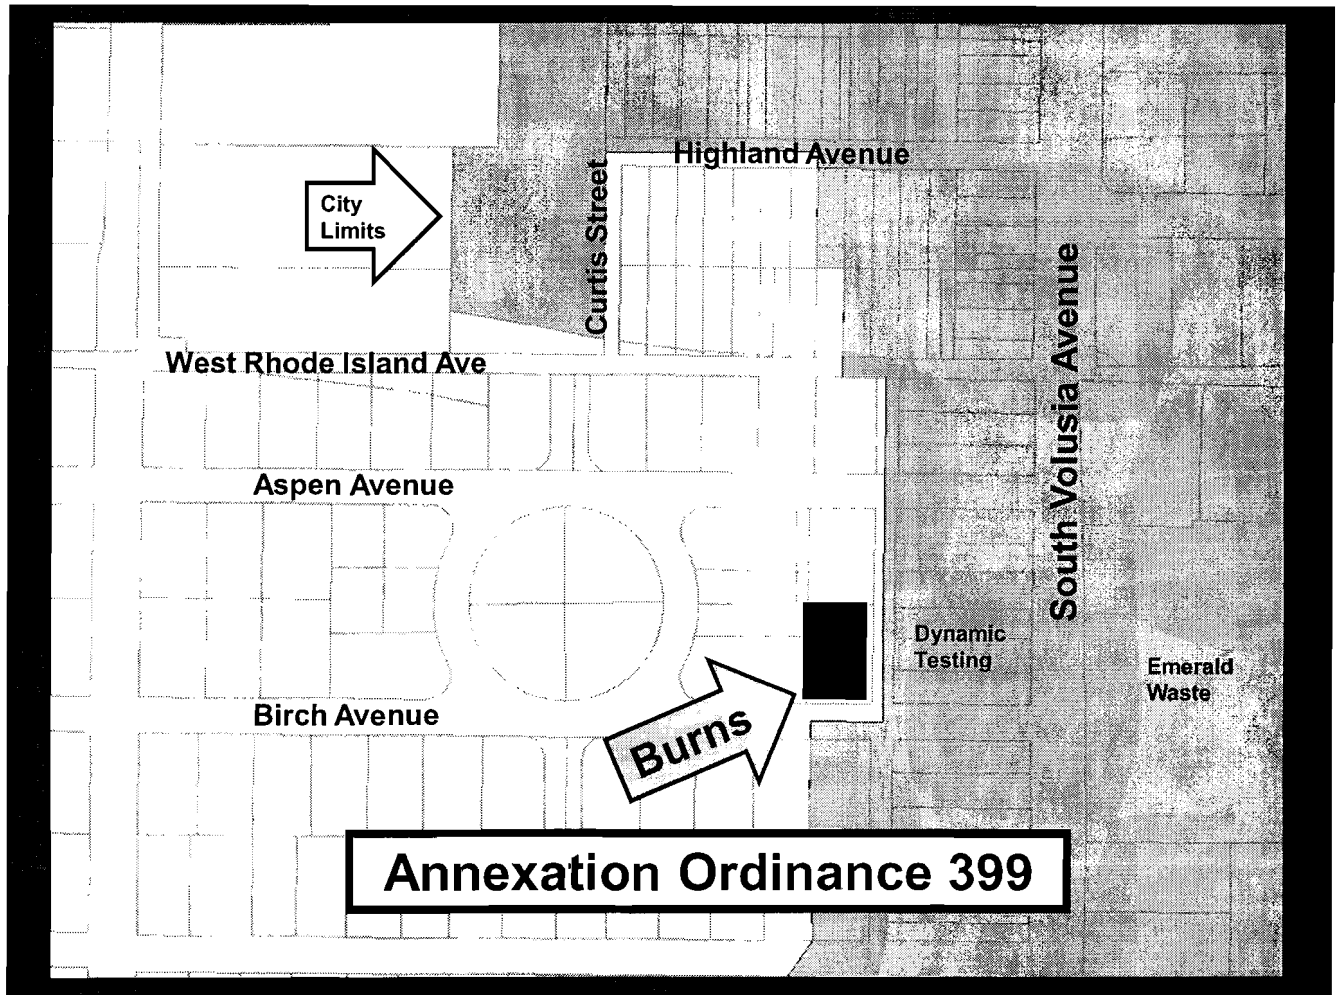 Highland Avenue
City
Limits
Curtis Street
South Volusia Avenue
West Rhode Island Ave
Aspen Avenue
Dynamic
Testing
Emerald
Waste
Birch Avenue
Burns
Annexation Ordinance 399